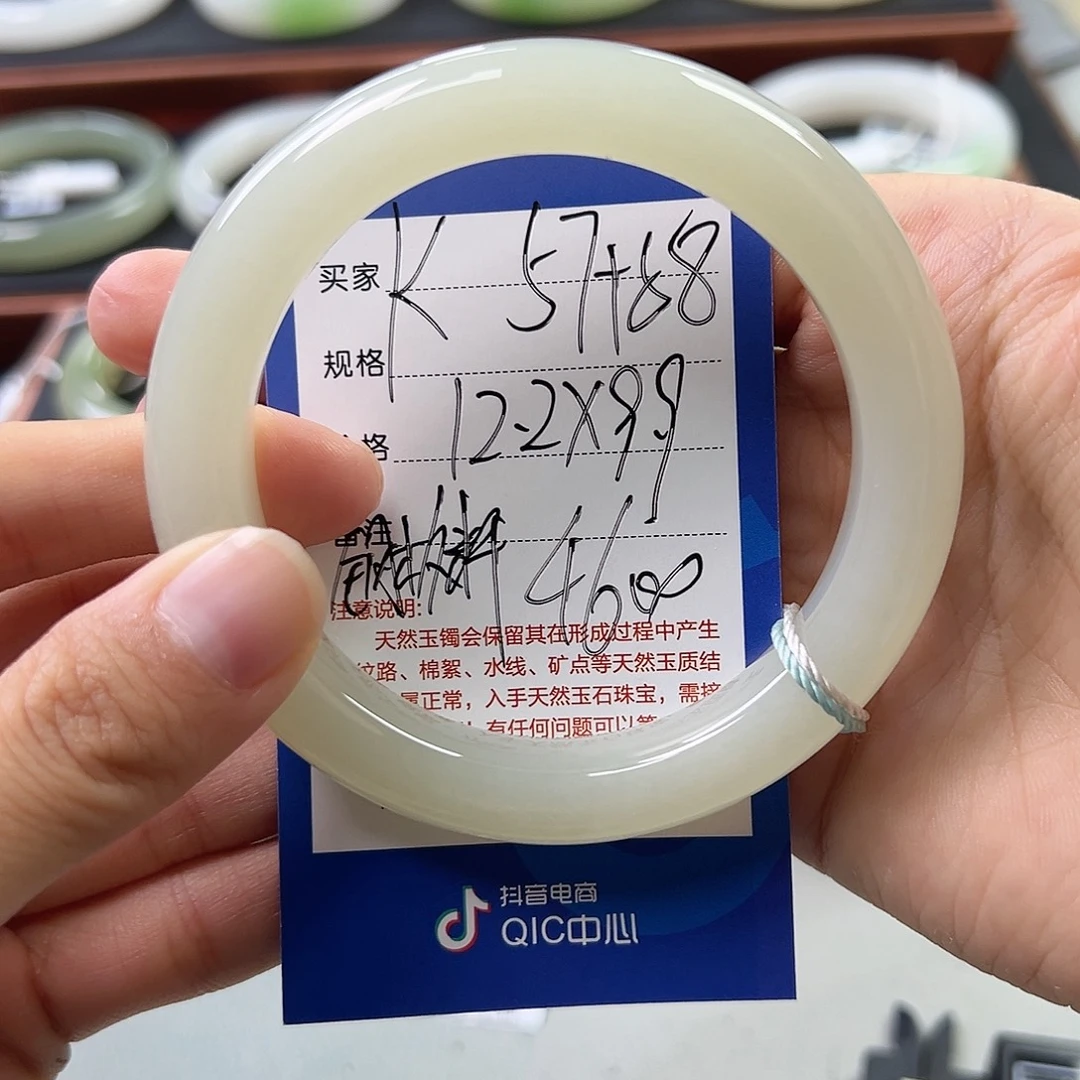 买家 K 57+68
规格
12.2X9.9
格
备注 4600
注意说明:
天然玉镯会保留其在形成过程中产生
纹路、棉絮、水线、矿点等天然玉质结
属正常，入手天然玉石珠宝，需接
有任何问题可以
抖音电商
QIC中心